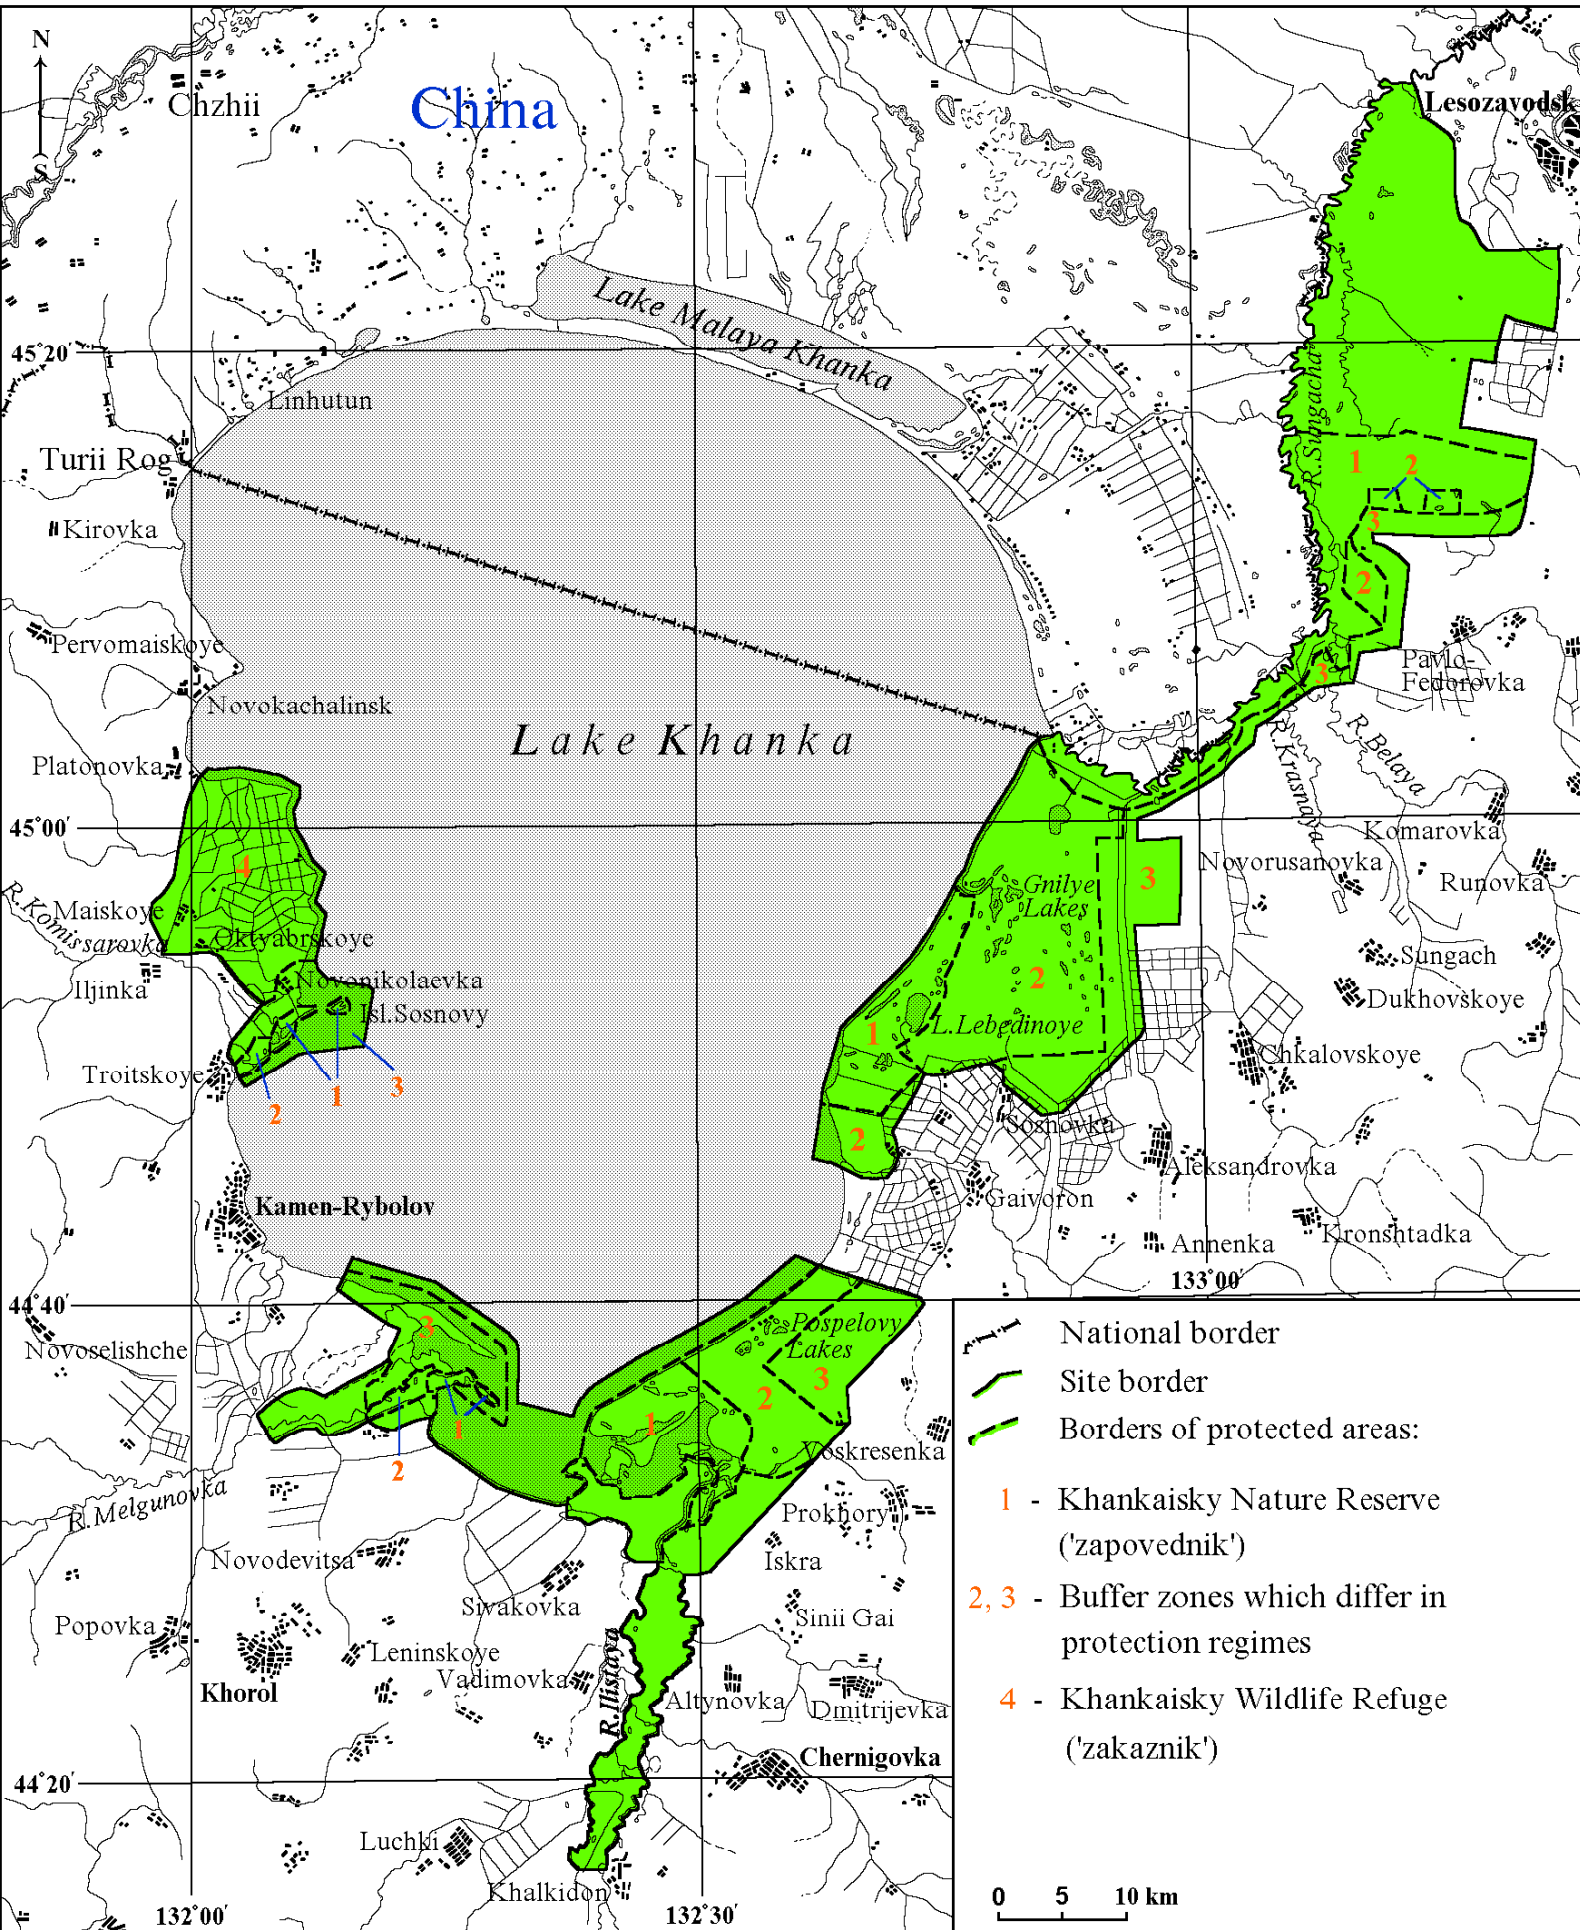 N
S
Chzhii
China
Lesozavodsk
Lake Malaya Khanka
45°20′
Linhutun
R.Sungacha
Turii Rog
1
2
Kirovka
3
2
Pervomaiskoye
Pavlo-
Fedorovka
3
Novokachalinsk
R.Belaya
R.Krasnaya
Lake Khanka
Platonovka
45°00′
Komarovka
4
Novorusanovka
3
Runovka
Gnilye
Lakes
R.Komissarovka
Maiskoye
Oktyabrskoye
Sungach
Iljinka
Novonikolaevka
2
Dukhovskoye
Isl.Sosnovy
1
L.Lebedinoye
Chkalovskoye
Troitskoye
2
1
3
Sosnovka
2
Aleksandrovka
Kamen-Rybolov
Gaivoron
Kronshtadka
Annenka
133°00′
44°40′
3
Pospelovy
Lakes
Novoselishche
3
2
1
1
2
Voskresenka
R.Melgunovka
Prokhory
Novodevitsa
Iskra
Sivakovka
Sinii Gai
Popovka
Leninskoye
Vadimovka
R.Ilistaya
Khorol
Altynovka
Dmitrijevka
Chernigovka
44°20′
Luchki
Khalkidon
132°00′
132°30′
National border
Site border
Borders of protected areas:
1 - Khankaisky Nature Reserve
('zapovednik')
2, 3 - Buffer zones which differ in
protection regimes
4 - Khankaisky Wildlife Refuge
('zakaznik')
0 5 10 km